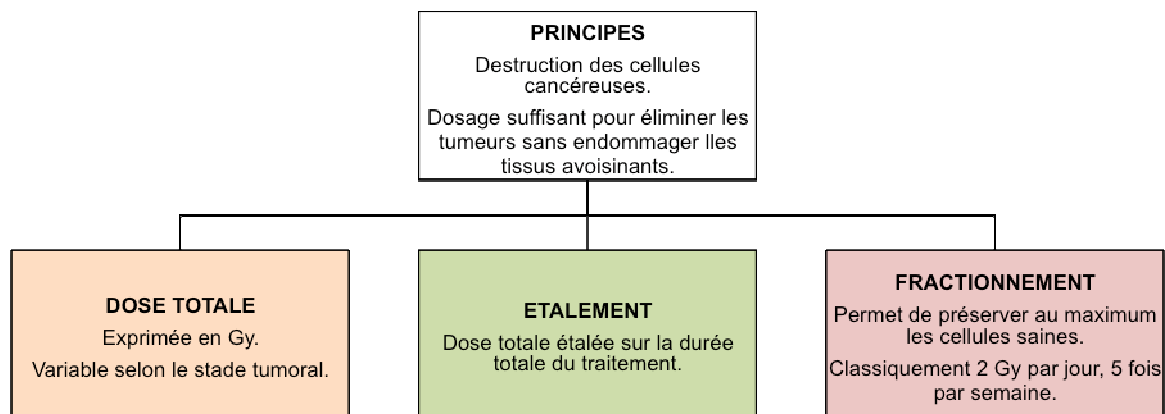 PRINCIPES
Destruction des cellules
cancéreuses.
Dosage suffisant pour éliminer les
tumeurs sans endommager lles
tissus avoisinants.
DOSE TOTALE
Exprimée en Gy.
Variable selon le stade tumoral.
ETALEMENT
Dose totale étalée sur la durée
totale du traitement.
FRACTIONNEMENT
Permet de préserver au maximum
les cellules saines.
Classiquement 2 Gy par jour, 5 fois
par semaine.